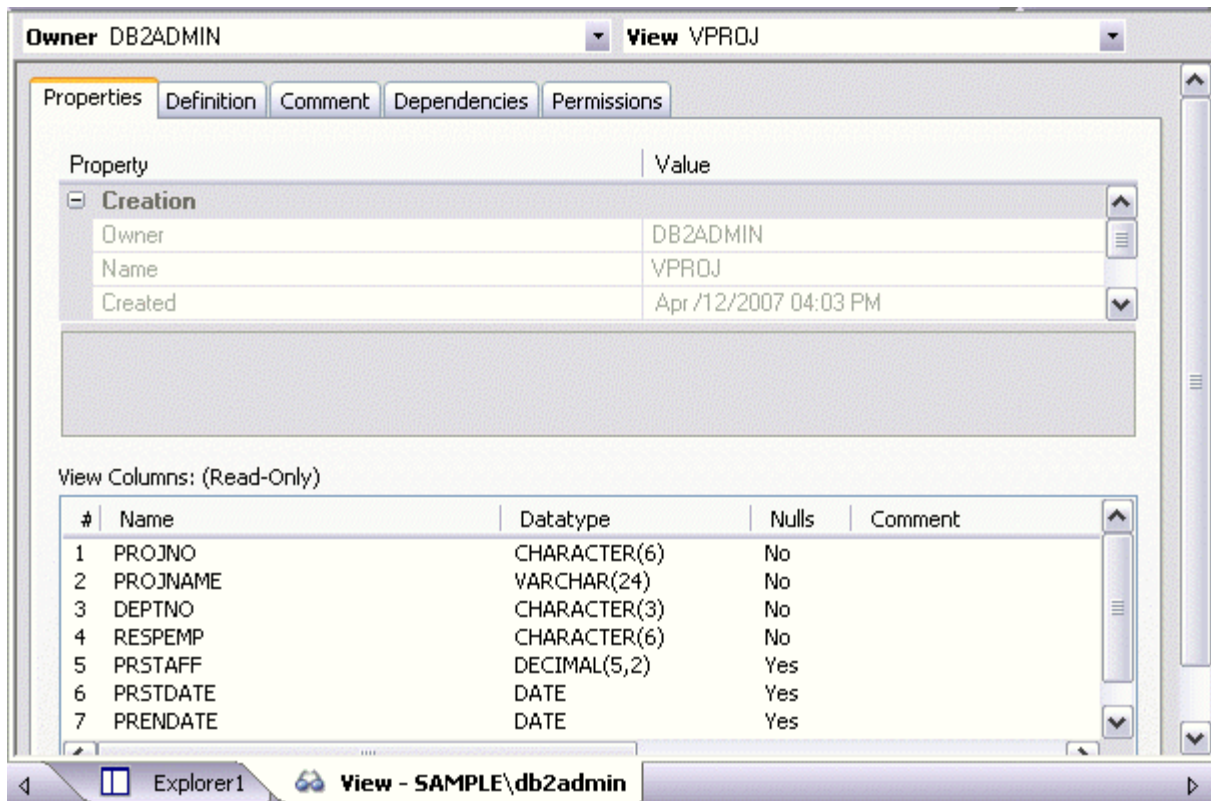 Owner DB2ADMIN View VPROJ
Properties Definition Comment Dependencies Permissions
Property Value
Creation
Owner DB2ADMIN
Name VPROJ
Created Apr /12/2007 04:03 PM
View Columns: (Read-Only)
# Name Datatype Nulls Comment
1 PROJNO CHARACTER(6) No
2 PROJNAME VARCHAR(24) No
3 DEPTNO CHARACTER(3) No
4 RESPEMP CHARACTER(6) No
5 PRSTAFF DECIMAL(5,2) Yes
6 PRSTDATE DATE Yes
7 PRENDATE DATE Yes
Explorer1 View - SAMPLE\db2admin